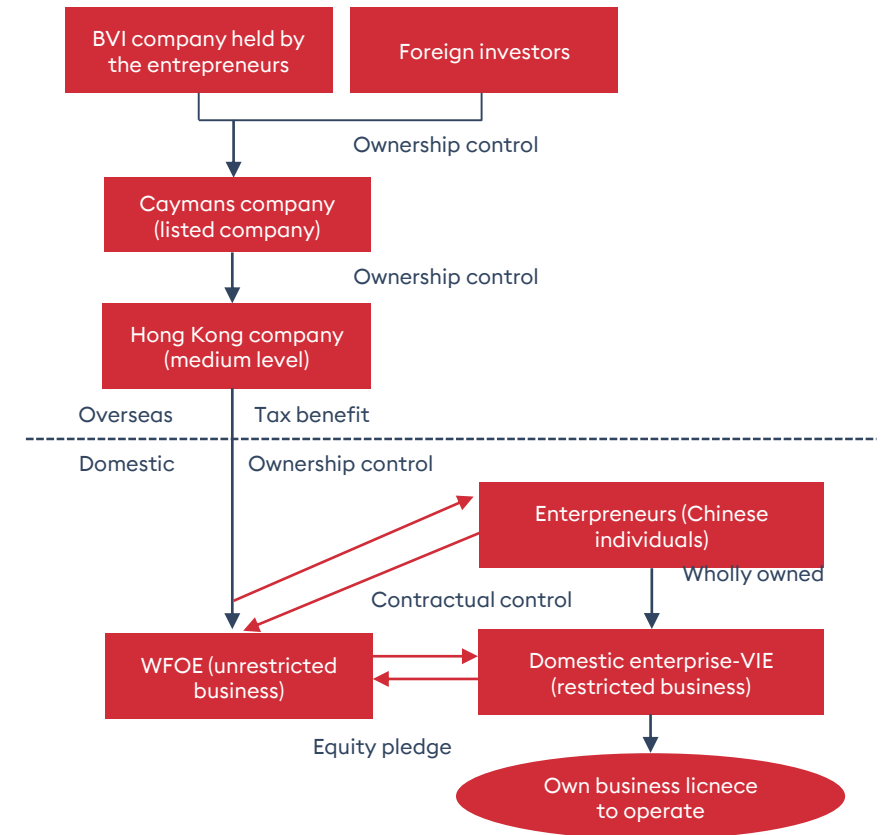 BVI company held by
the entrepreneurs
Foreign investors
Ownership control
Caymans company
(listed company)
Ownership control
Hong Kong company
(medium level)
Overseas
Tax benefit
Domestic
Ownership control
Enterpreneurs (Chinese
individuals)
Wholly owned
Contractual control
WFOE (unrestricted
business)
Domestic enterprise-VIE
(restricted business)
Equity pledge
Own business licnece
to operate